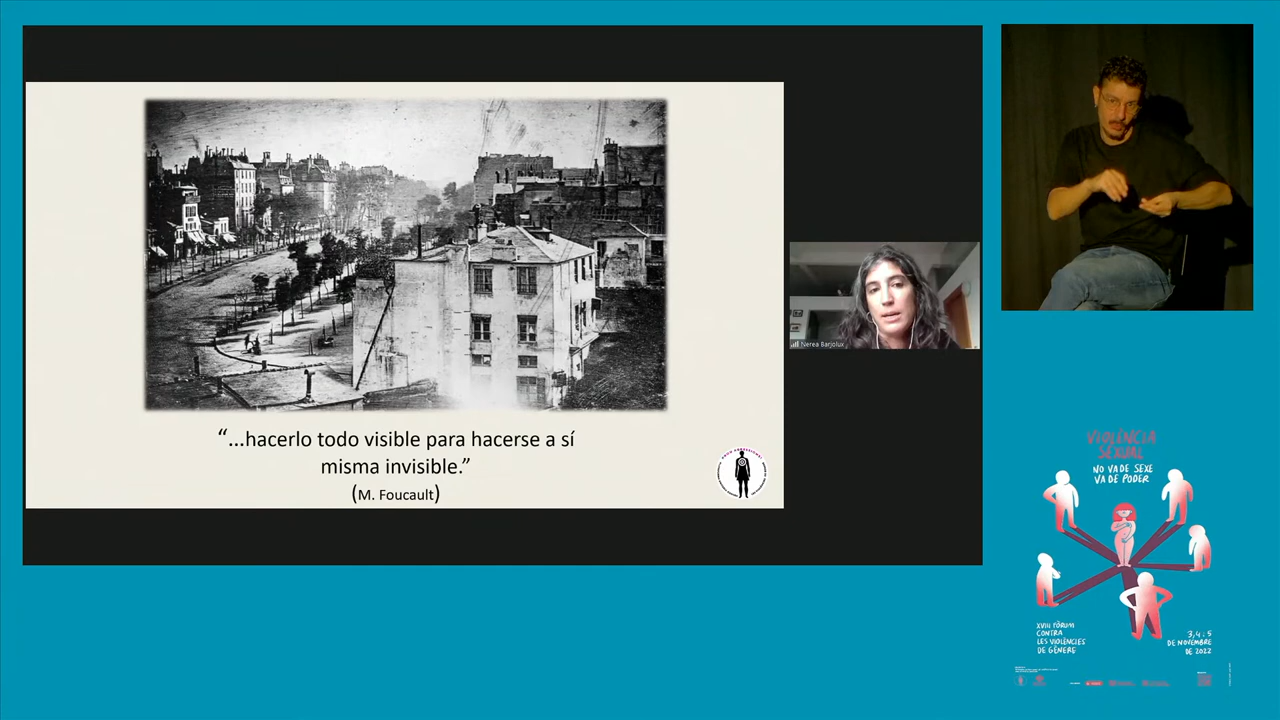 “...hacerlo todo visible para hacerse a sí
misma invisible.”
(M. Foucault)
Nerea Barjolux
VIOLÈNCIA
SEXUAL
NO VA DE SEXE
VA DE PODER
XVIII FÒRUM
CONTRA
LES VIOLÈNCIES
DE GÈNERE
3, 4 i 5
DE NOVEMBRE
DE 2022